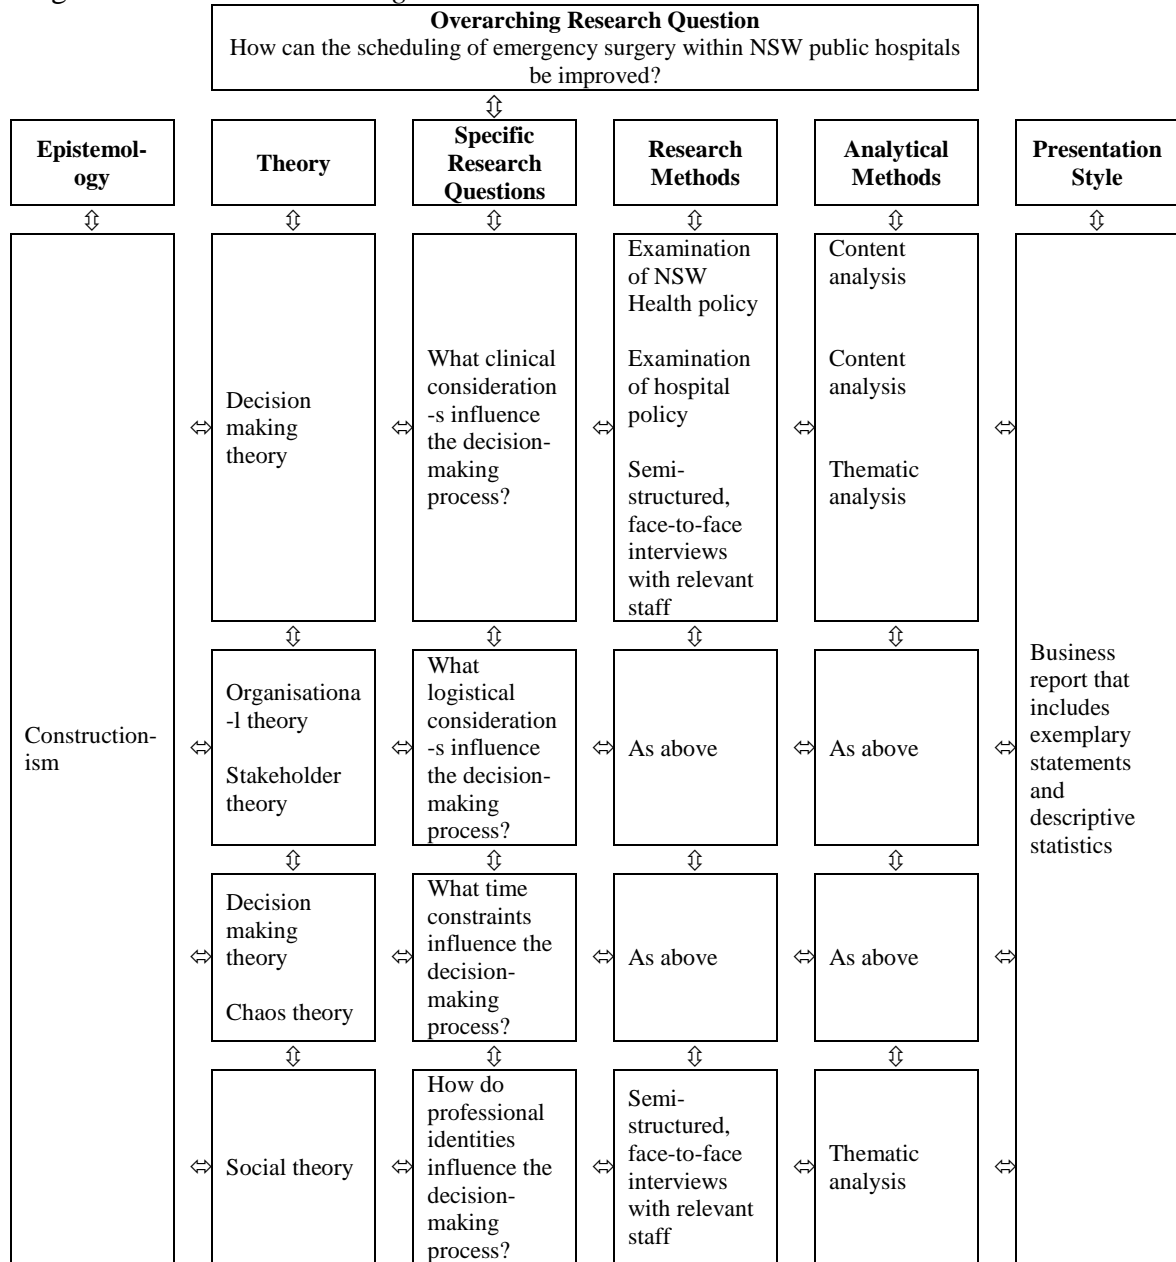 Overarching Research Question
How can the scheduling of emergency surgery within NSW public hospitals
be improved?
⇕
Epistemol-
ogy
Theory
Specific
Research
Questions
Research
Methods
Analytical
Methods
Presentation
Style
⇕ ⇕ ⇕ ⇕ ⇕ ⇕
Construction-
ism
⇔
Decision
making
theory
⇔
What clinical
consideration
-s influence
the decision-
making
process?
⇔
Examination
of NSW
Health policy
Examination
of hospital
policy
Semi-
structured,
face-to-face
interviews
with relevant
staff
⇔
Content
analysis
Content
analysis
Thematic
analysis
⇔
⇕ ⇕ ⇕ ⇕
⇔
Organisationa
-l theory
Stakeholder
theory
⇔
What
logistical
consideration
-s influence
the decision-
making
process?
⇔
As above
⇔
As above
⇔
⇕ ⇕ ⇕ ⇕
⇔
Decision
making
theory
Chaos theory
⇔
What time
constraints
influence the
decision-
making
process?
⇔
As above
⇔
As above
⇔
⇕ ⇕ ⇕ ⇕
⇔
Social theory
⇔
How do
professional
identities
influence the
decision-
making
process?
⇔
Semi-
structured,
face-to-face
interviews
with relevant
staff
⇔
Thematic
analysis
⇔
Business
report that
includes
exemplary
statements
and
descriptive
statistics